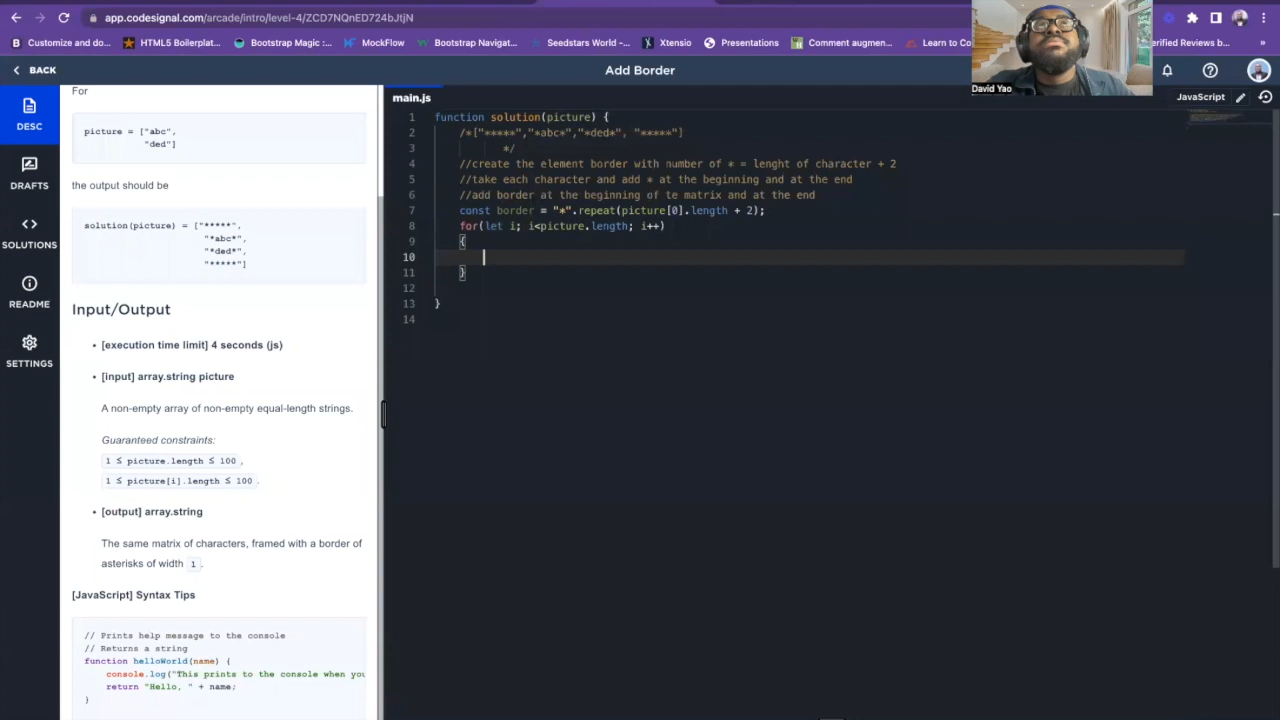 app.codesignal.com/arcade/intro/level-4/ZCD7NQnED724bJtjN
Customize and do... HTML5 Boilerplat... Bootstrap Magic :... MockFlow Bootstrap Navigat... Seedstars World -... Xtensio Presentations Comment augmen... Learn to Co erified Reviews b... »
BACK
Add Border
David Yao
DESC
DRAFTS
SOLUTIONS
README
SETTINGS
For
picture = ["abc",
"ded"]
the output should be
solution(picture) = ["*****",
"*abc*",
"*ded*",
"*****"]
Input/Output
• [execution time limit] 4 seconds (js)
• [input] array.string picture
A non-empty array of non-empty equal-length strings.
Guaranteed constraints:
1 ≤ picture.length ≤ 100 ,
1 ≤ picture[i].length ≤ 100 .
• [output] array.string
The same matrix of characters, framed with a border of
asterisks of width 1 .
[JavaScript] Syntax Tips
// Prints help message to the console
// Returns a string
function helloWorld(name) {
console.log("This prints to the console when you
return "Hello, " + name;
}
main.js
JavaScript
1 function solution(picture) {
2 /*["*****","*abc*","*ded*", "*****"]
3 */
4 //create the element border with number of * = lenght of character + 2
5 //take each character and add * at the beginning and at the end
6 //add border at the beginning of te matrix and at the end
7 const border = "*".repeat(picture[0].length + 2);
8 for(let i; i<picture.length; i++)
9 {
10
11 }
12
13 }
14